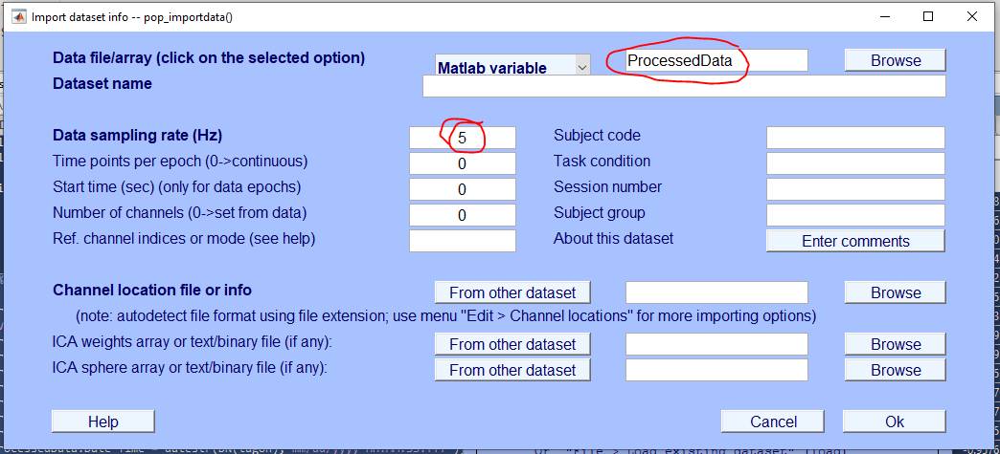 Import dataset info -- pop_importdata()
Data file/array (click on the selected option) Matlab variable ProcessedData Browse
Dataset name
Data sampling rate (Hz) 5 Subject code
Time points per epoch (0->continuous) 0 Task condition
Start time (sec) (only for data epochs) 0 Session number
Number of channels (0->set from data) 0 Subject group
Ref. channel indices or mode (see help) About this dataset Enter comments
Channel location file or info From other dataset Browse
(note: autodetect file format using file extension; use menu "Edit > Channel locations" for more importing options)
ICA weights array or text/binary file (if any): From other dataset Browse
ICA sphere array or text/binary file (if any): From other dataset Browse
Help Cancel Ok